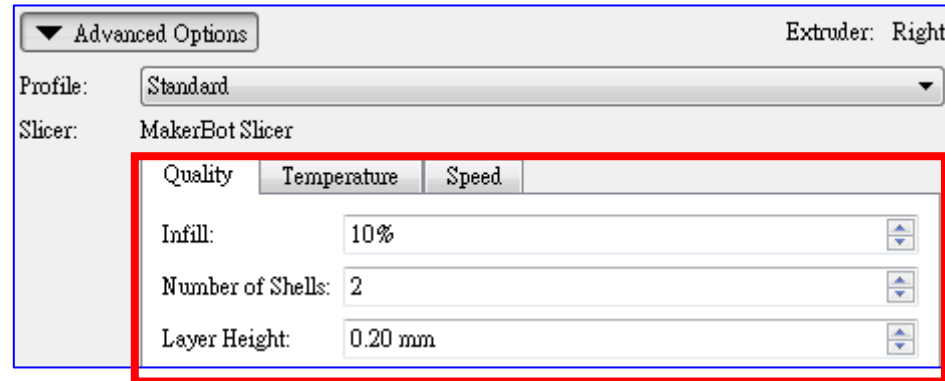 Advanced Options Extruder: Right
Profile: Standard
Slicer: MakerBot Slicer
Quality Temperature Speed
Infill: 10%
Number of Shells: 2
Layer Height: 0.20 mm